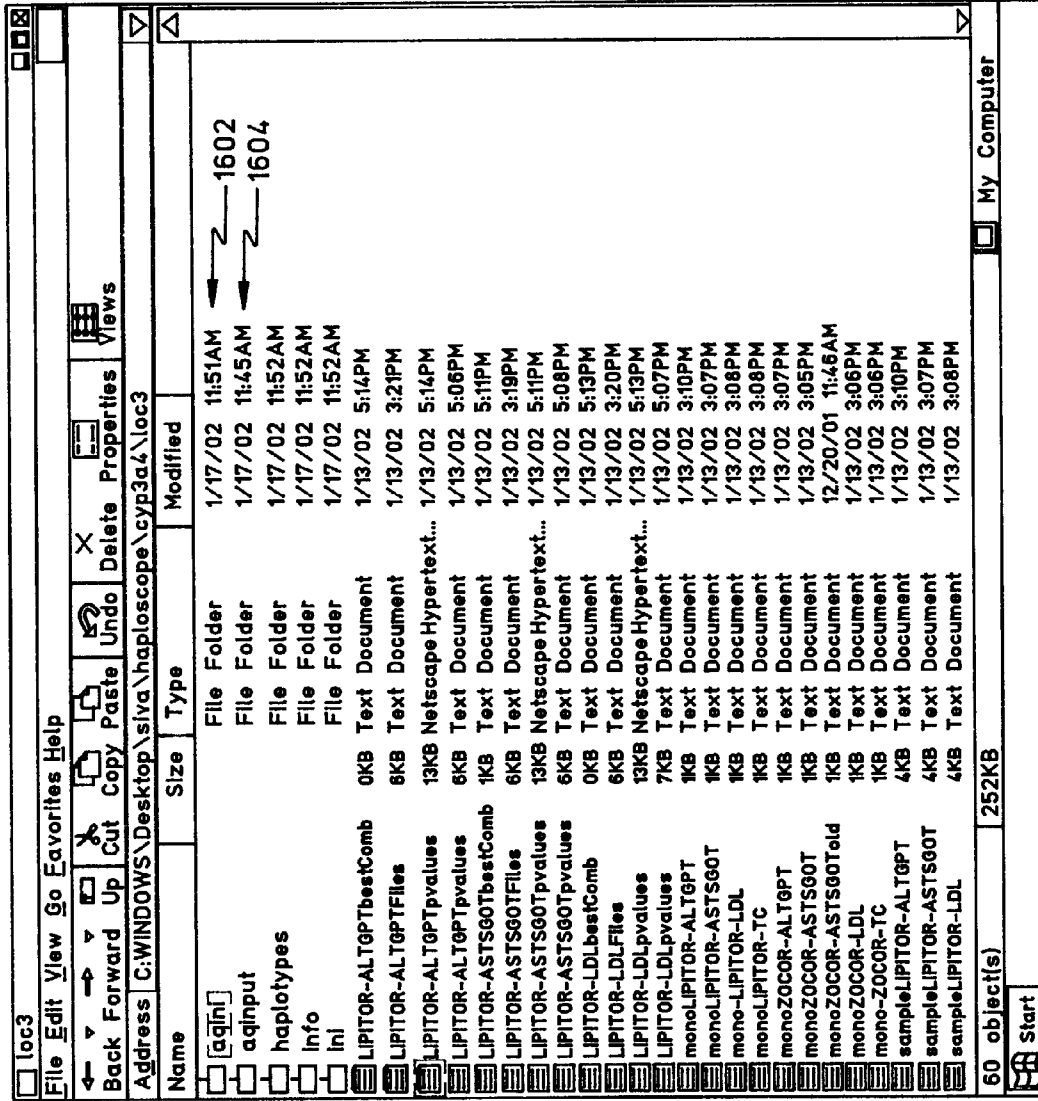 loc3
File Edit View Go Favorites Help
Back Forward Up Cut Copy Paste Undo Delete Properties Views
Address C:WINDOWS\Desktop\siva\haploscope\cyp3a4\loc3
Name Size Type Modified
aqini File Folder 1/17/02 11:51AM 1602
aqinput File Folder 1/17/02 11:45AM 1604
haplotypes File Folder 1/17/02 11:52AM
Info File Folder 1/17/02 11:52AM
Inl File Folder 1/17/02 11:52AM
LIPITOR-ALTGPTbestComb 0KB Text Document 1/13/02 5:14PM
LIPITOR-ALTGPTFiles 6KB Text Document 1/13/02 3:21PM
LIPITOR-ALTGPTpvalues 13KB Netscape Hypertext... 1/13/02 5:14PM
LIPITOR-ALTGPTpvalues 6KB Text Document 1/13/02 5:06PM
LIPITOR-ASTSGOTbestComb 1KB Text Document 1/13/02 5:11PM
LIPITOR-ASTSGOTFiles 6KB Text Document 1/13/02 3:19PM
LIPITOR-ASTSGOTpvalues 13KB Netscape Hypertext... 1/13/02 5:11PM
LIPITOR-ASTSGOTpvalues 6KB Text Document 1/13/02 5:08PM
LIPITOR-LDLbestComb 0KB Text Document 1/13/02 5:13PM
LIPITOR-LDLFiles 6KB Text Document 1/13/02 3:20PM
LIPITOR-LDLpvalues 13KB Netscape Hypertext... 1/13/02 5:13PM
LIPITOR-LDLpvalues 7KB Text Document 1/13/02 5:07PM
monoLIPITOR-ALTGPT 1KB Text Document 1/13/02 3:10PM
monoLIPITOR-ASTSGOT 1KB Text Document 1/13/02 3:07PM
mono-LIPITOR-LDL 1KB Text Document 1/13/02 3:08PM
monoLIPITOR-TC 1KB Text Document 1/13/02 3:08PM
monoZOCOR-ALTGPT 1KB Text Document 1/13/02 3:07PM
monoZOCOR-ASTSGOT 1KB Text Document 1/13/02 3:05PM
monoZOCOR-ASTSGOTold 1KB Text Document 12/20/01 11:46AM
monoZOCOR-LDL 1KB Text Document 1/13/02 3:06PM
mono-ZOCOR-TC 1KB Text Document 1/13/02 3:06PM
sampleLIPITOR-ALTGPT 4KB Text Document 1/13/02 3:10PM
sampleLIPITOR-ASTSGOT 4KB Text Document 1/13/02 3:07PM
sampleLIPITOR-LDL 4KB Text Document 1/13/02 3:08PM
60 object(s) 252KB My Computer
Start